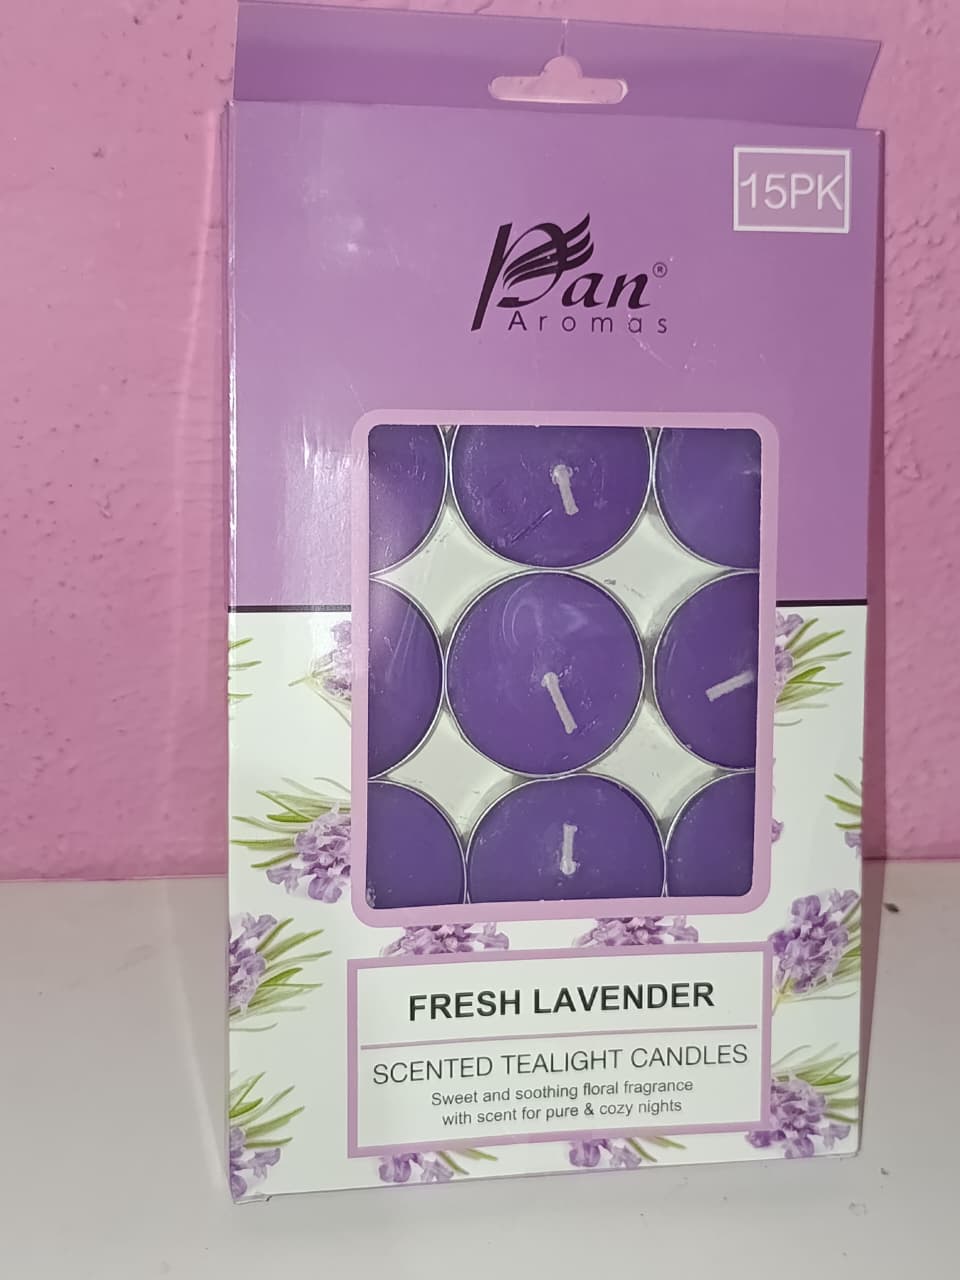 15PK
Pan®
Aromas
FRESH LAVENDER
SCENTED TEALIGHT CANDLES
Sweet and soothing floral fragrance
with scent for pure & cozy nights